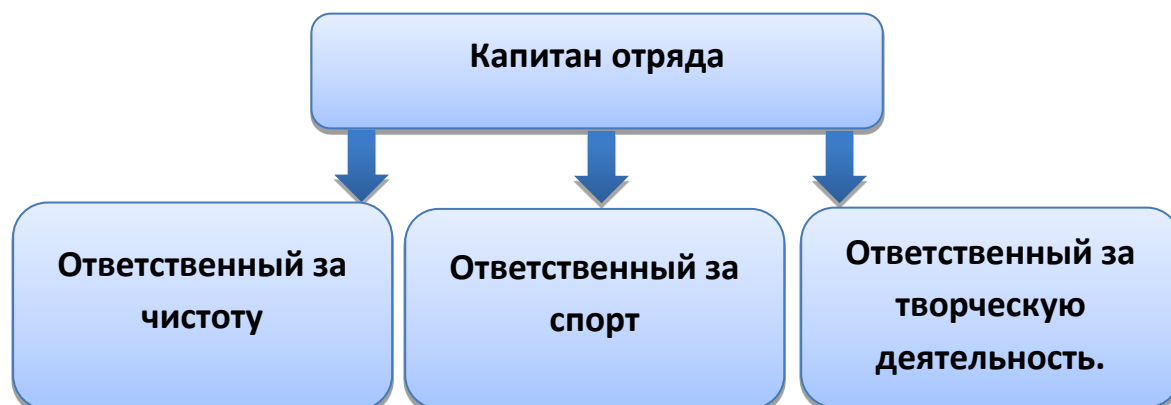 Капитан отряда
Ответственный за
чистоту
Ответственный за
спорт
Ответственный за
творческую
деятельность.